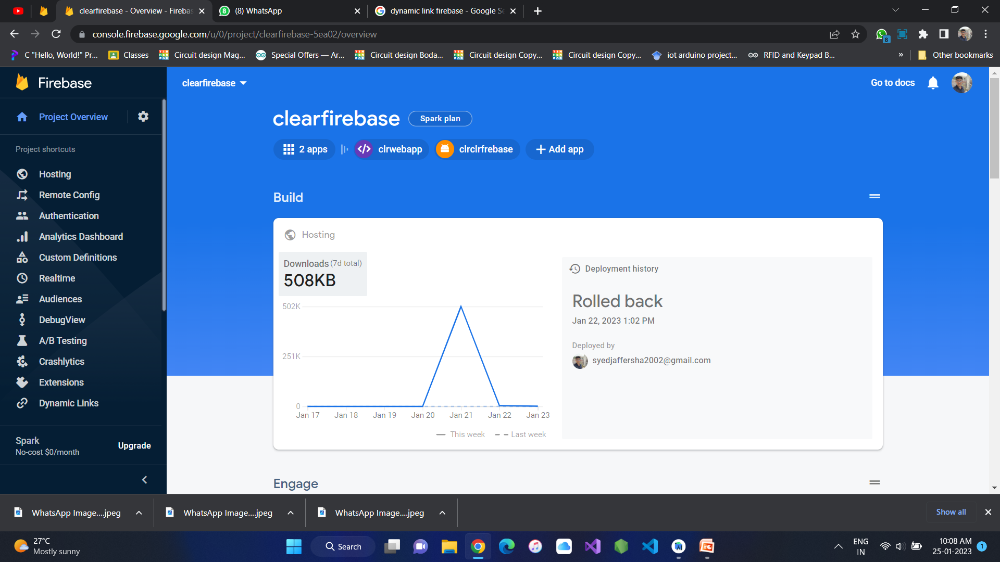 clearfirebase - Overview - Fireba
(8) WhatsApp
dynamic link firebase - Google Se
console.firebase.google.com/u/0/project/clearfirebase-5ea02/overview
8
C "Hello, World!" Pr...
Classes
Circuit design Mag...
Special Offers — Ar...
Circuit design Boda...
Circuit design Copy...
Circuit design Copy...
iot arduino project...
RFID and Keypad B...
»
Other bookmarks
Firebase
clearfirebase
Go to docs
Project Overview
clearfirebase
Spark plan
2 apps
clrwebapp
clrclrfrebase
Add app
Project shortcuts
Hosting
Remote Config
Authentication
Analytics Dashboard
Custom Definitions
Realtime
Audiences
DebugView
A/B Testing
Crashlytics
Extensions
Dynamic Links
Spark
No-cost $0/month
Upgrade
Build
Hosting
Downloads (7d total)
508KB
502K
251K
0
Jan 17 Jan 18 Jan 19 Jan 20 Jan 21 Jan 22 Jan 23
This week
Last week
Deployment history
Rolled back
Jan 22, 2023 1:02 PM
Deployed by
syedjaffersha2002@gmail.com
Engage
WhatsApp Image....jpeg
WhatsApp Image....jpeg
WhatsApp Image....jpeg
Show all
27°C
Mostly sunny
Search
ENG
IN
10:08 AM
25-01-2023
1